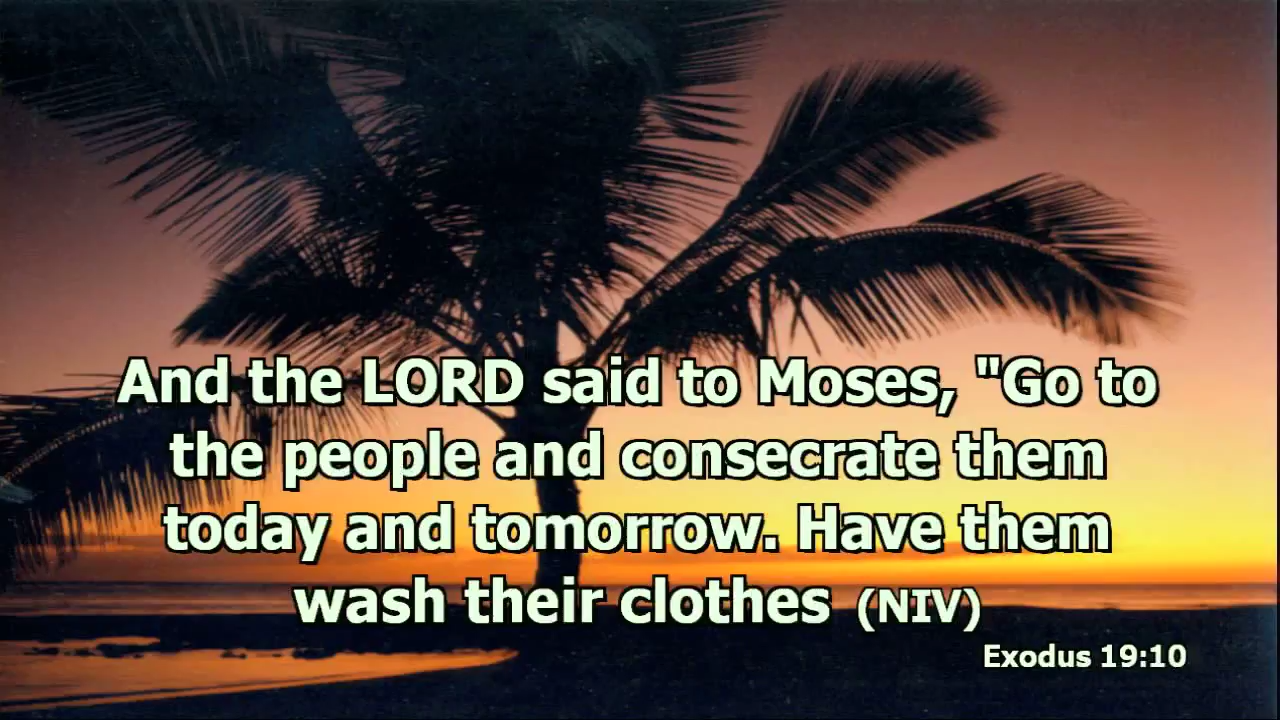 And the LORD said to Moses, "Go to
the people and consecrate them
today and tomorrow. Have them
wash their clothes (NIV)
Exodus 19:10